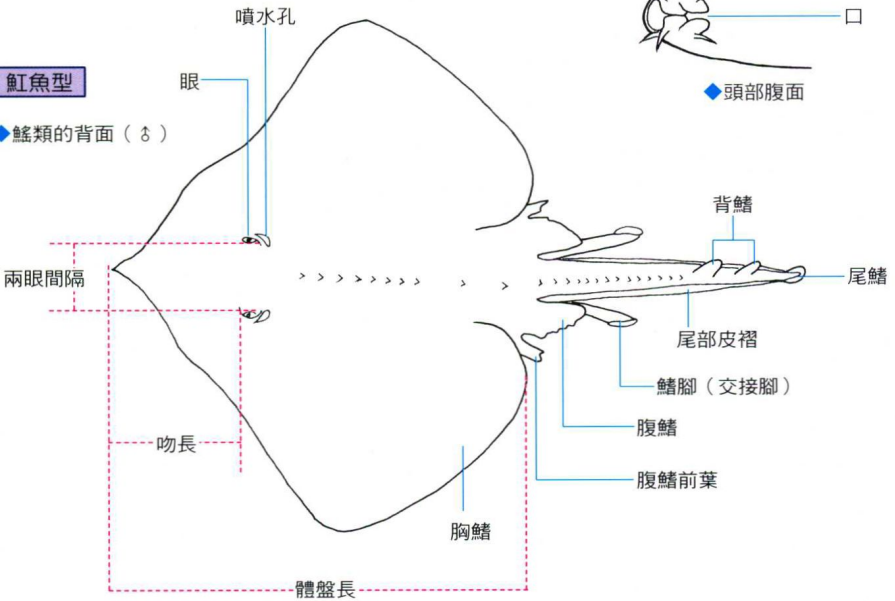 噴水孔
口
魟魚型
眼
◆頭部腹面
◆鰩類的背面（♂）
背鰭
兩眼間隔
尾鰭
尾部皮褶
鰭腳（交接腳）
腹鰭
吻長
腹鰭前葉
胸鰭
體盤長